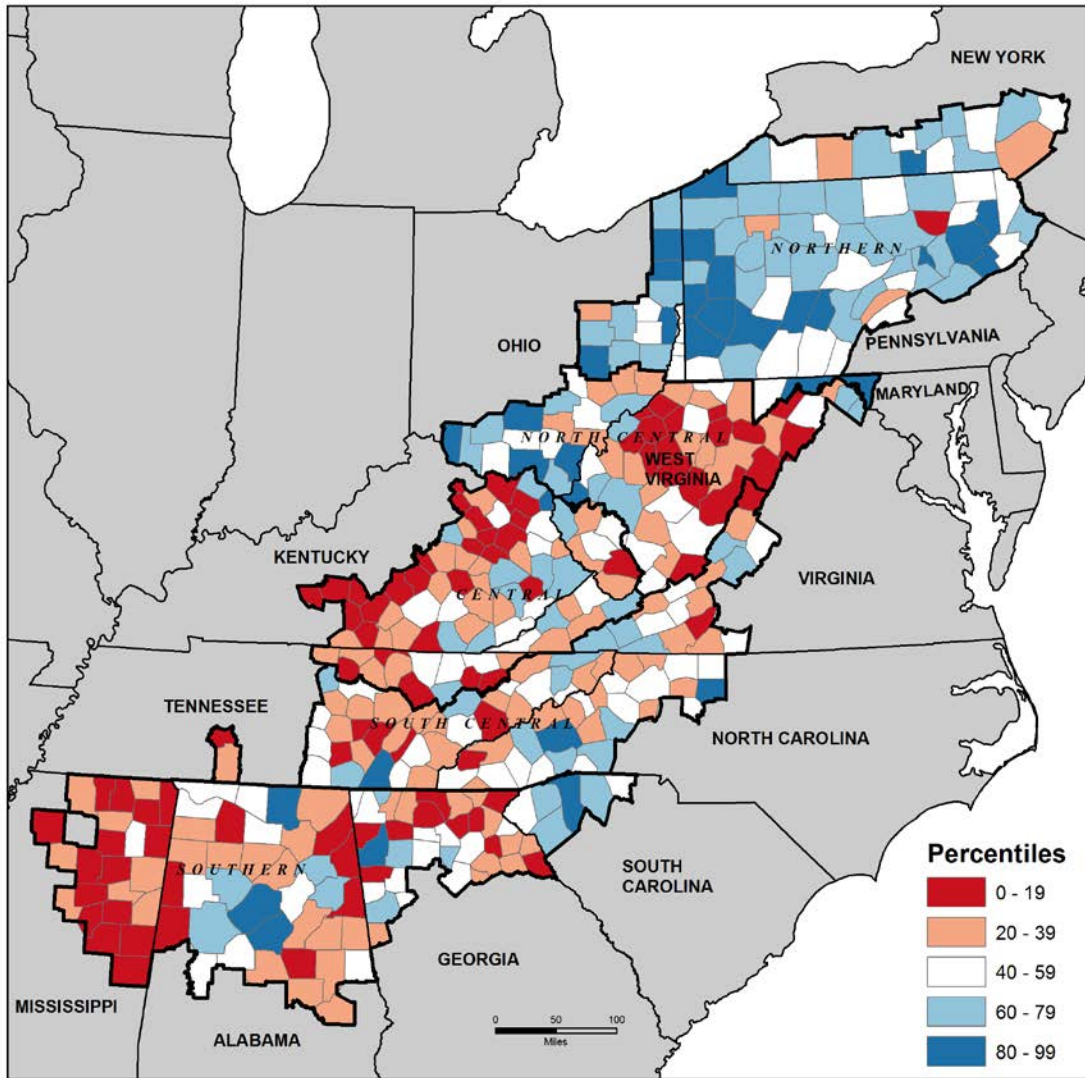 NEW YORK
NORTHERN
PENNSYLVANIA
OHIO
MARYLAND
NORTH CENTRAL
WEST
VIRGINIA
KENTUCKY
VIRGINIA
CENTRAL
TENNESSEE
SOUTH CENTRAL
NORTH CAROLINA
SOUTHERN
SOUTH
CAROLINA
GEORGIA
MISSISSIPPI
ALABAMA
0 50 100
Miles
Percentiles
0 - 19
20 - 39
40 - 59
60 - 79
80 - 99